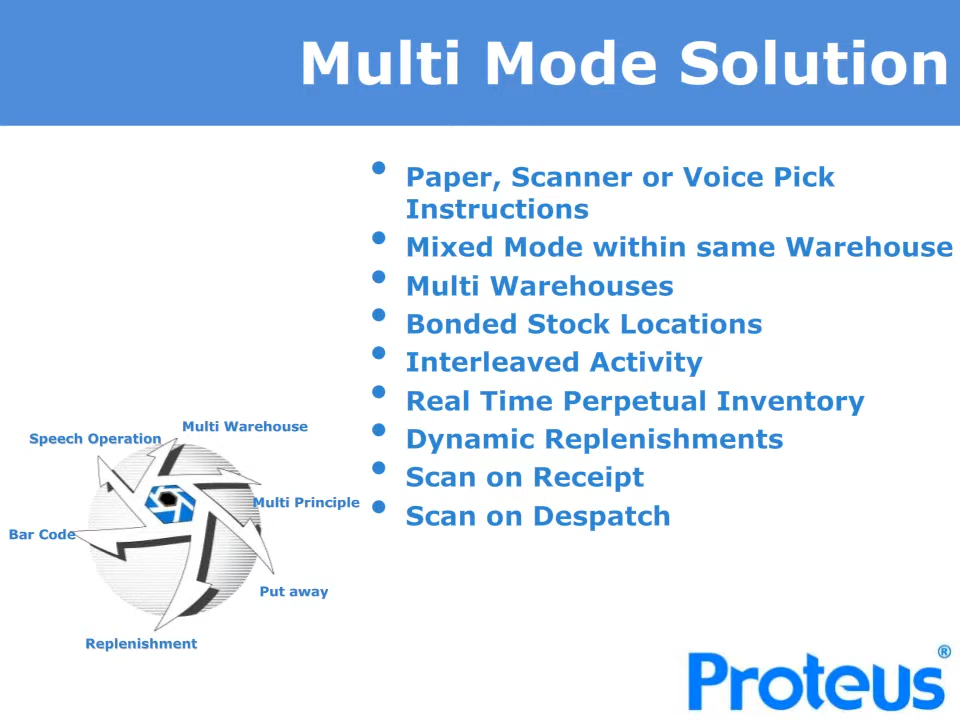 Multi Mode Solution
• Paper, Scanner or Voice Pick
Instructions
• Mixed Mode within same Warehouse
• Multi Warehouses
• Bonded Stock Locations
• Interleaved Activity
• Real Time Perpetual Inventory
• Dynamic Replenishments
• Scan on Receipt
• Scan on Despatch
Multi Warehouse
Speech Operation
Multi Principle
Bar Code
Put away
Replenishment
Proteus®